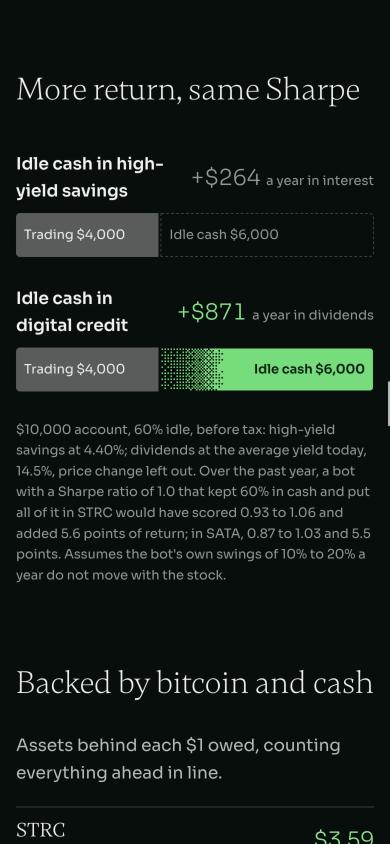 More return, same Sharpe
Idle cash in high-
yield savings
+$264 a year in interest
Trading $4,000
Idle cash $6,000
Idle cash in
digital credit
+$871 a year in dividends
Trading $4,000
Idle cash $6,000
$10,000 account, 60% idle, before tax: high-yield
savings at 4.40%; dividends at the average yield today,
14.5%, price change left out. Over the past year, a bot
with a Sharpe ratio of 1.0 that kept 60% in cash and put
all of it in STRC would have scored 0.93 to 1.06 and
added 5.6 points of return; in SATA, 0.87 to 1.03 and 5.5
points. Assumes the bot's own swings of 10% to 20% a
year do not move with the stock.
Backed by bitcoin and cash
Assets behind each $1 owed, counting
everything ahead in line.
STRC
$3.59